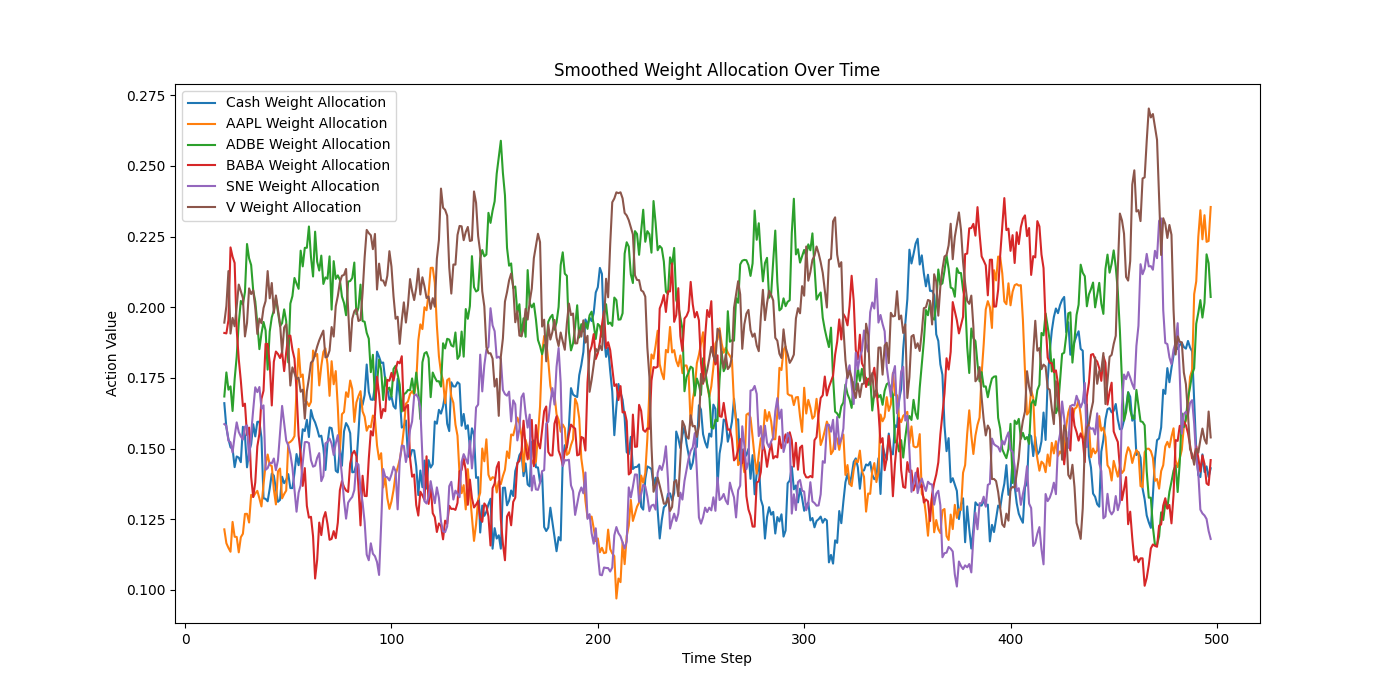 Smoothed Weight Allocation Over Time
Cash Weight Allocation
AAPL Weight Allocation
ADBE Weight Allocation
BABA Weight Allocation
SNE Weight Allocation
V Weight Allocation
Action Value
0.275
0.250
0.225
0.200
0.175
0.150
0.125
0.100
0 100 200 300 400 500
Time Step